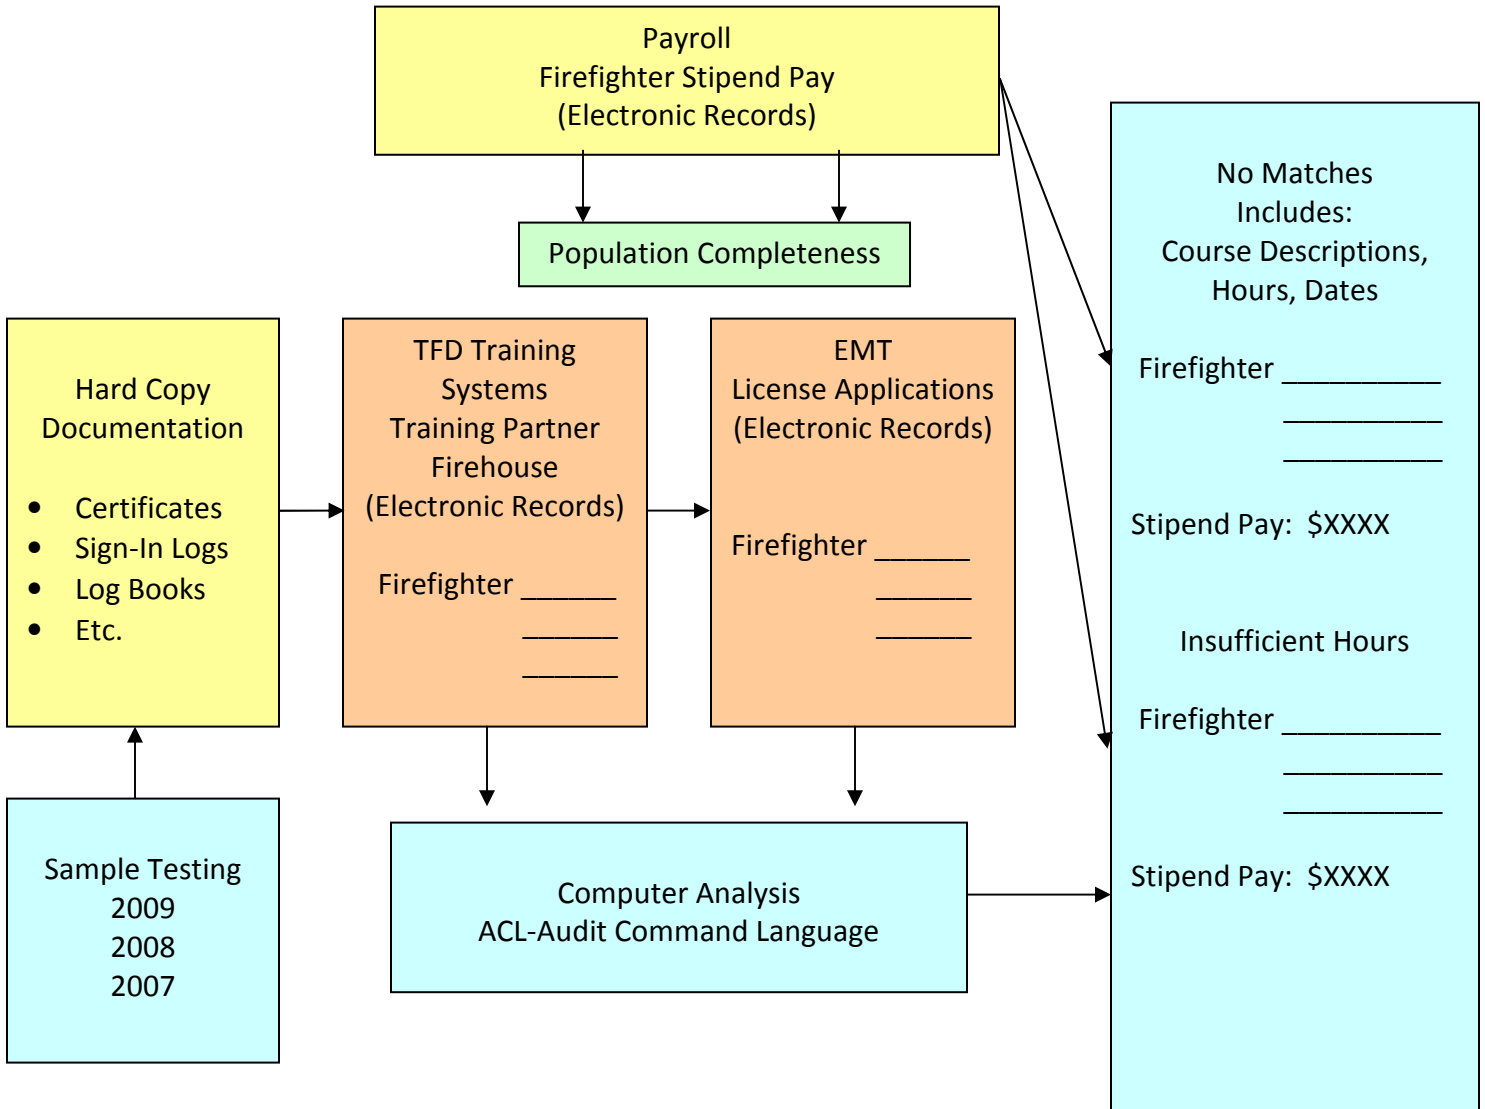 Payroll
Firefighter Stipend Pay
(Electronic Records)
Population Completeness
Hard Copy
Documentation
• Certificates
• Sign-In Logs
• Log Books
• Etc.
TFD Training
Systems
Training Partner
Firehouse
(Electronic Records)
Firefighter ______
______
______
EMT
License Applications
(Electronic Records)
Firefighter ______
______
______
No Matches
Includes:
Course Descriptions,
Hours, Dates
Firefighter __________
__________
__________
Stipend Pay: $XXXX
Insufficient Hours
Firefighter __________
__________
__________
Stipend Pay: $XXXX
Sample Testing
2009
2008
2007
Computer Analysis
ACL-Audit Command Language